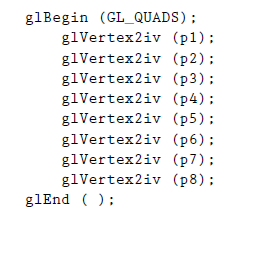 glBegin (GL_QUADS);
glVertex2iv (p1);
glVertex2iv (p2);
glVertex2iv (p3);
glVertex2iv (p4);
glVertex2iv (p5);
glVertex2iv (p6);
glVertex2iv (p7);
glVertex2iv (p8);
glEnd ( );